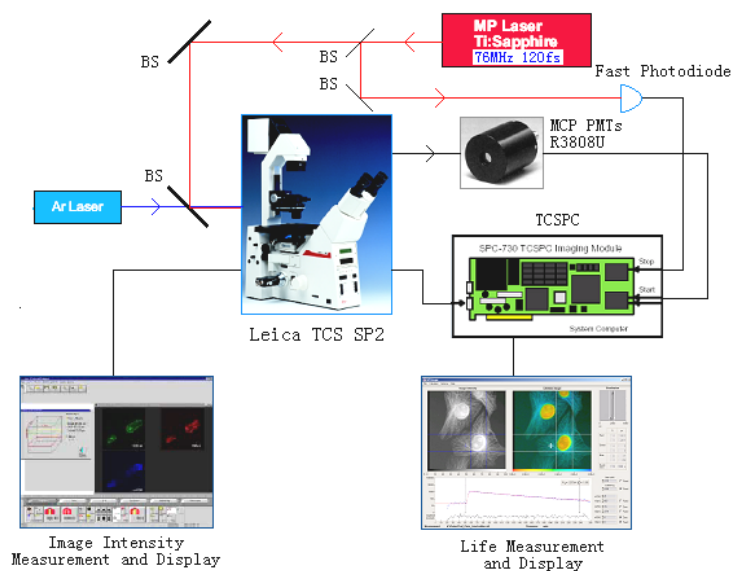 MP Laser
Ti:Sapphire
76MHz 120fs
BS
BS
BS
Fast Photodiode
MCP PMTs
R3808U
BS
Ar Laser
TCSPC
SPC-730 TCSPC Imaging Module
Stop
Start
System Computer
Leica TCS SP2
Image Intensity
Measurement and Display
Life Measurement
and Display